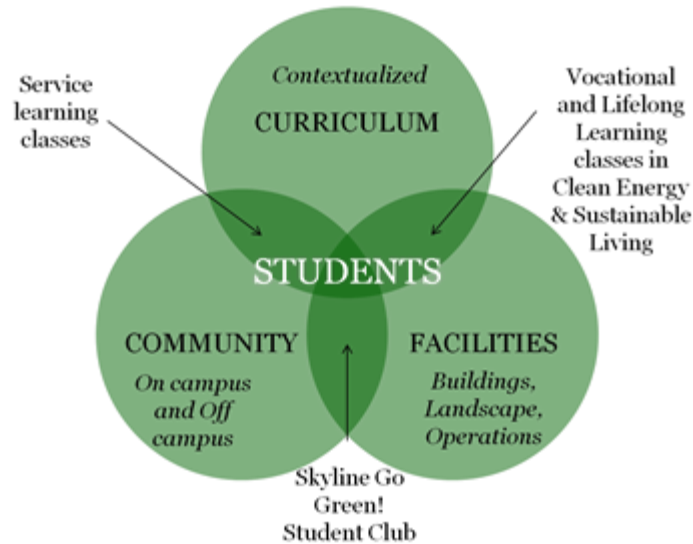 Service
learning
classes
Contextualized
CURRICULUM
Vocational
and Lifelong
Learning
classes in
Clean Energy
& Sustainable
Living
STUDENTS
COMMUNITY
On campus
and Off
campus
FACILITIES
Buildings,
Landscape,
Operations
Skyline Go
Green!
Student Club